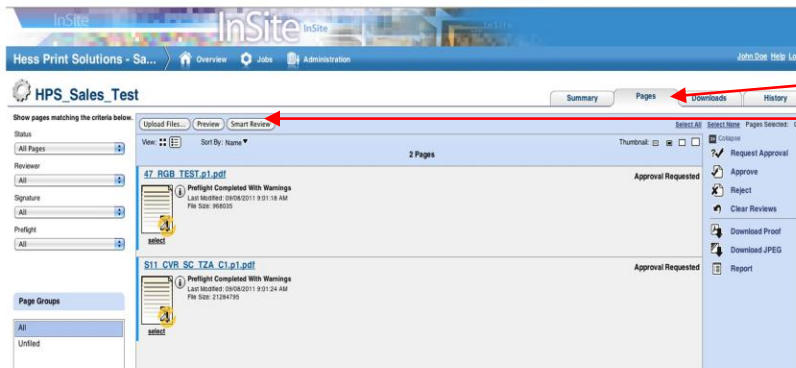 InSite
InSite InSite
InSite
Hess Print Solutions - Sa... Overview Jobs Administration John Doe Help Lo
HPS_Sales_Test
Summary Pages Downloads History
Show pages matching the criteria below.
Upload Files... Preview Smart Review Select All Select None Pages Selected:
Status
View: Sort By: Name Thumbnail:
Collapse
All Pages
2 Pages
Request Approval
Reviewer
All
47_RGB_TEST.p1.pdf
Approval Requested
Approve
Preflight Completed With Warnings
Last Modified: 09/08/2011 9:01:18 AM
File Size: 968035
Reject
Signature
All
Clear Reviews
Preflight
All
select
Download Proof
Download JPEG
S11_CVR_SC_TZA_C1.p1.pdf
Approval Requested
Report
Preflight Completed With Warnings
Last Modified: 09/08/2011 9:01:24 AM
File Size: 21284795
Page Groups
All
select
Unfiled